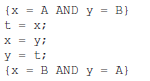 {x = A AND y = B}
t = x;
x = y;
y = t;
{x = B AND y = A}